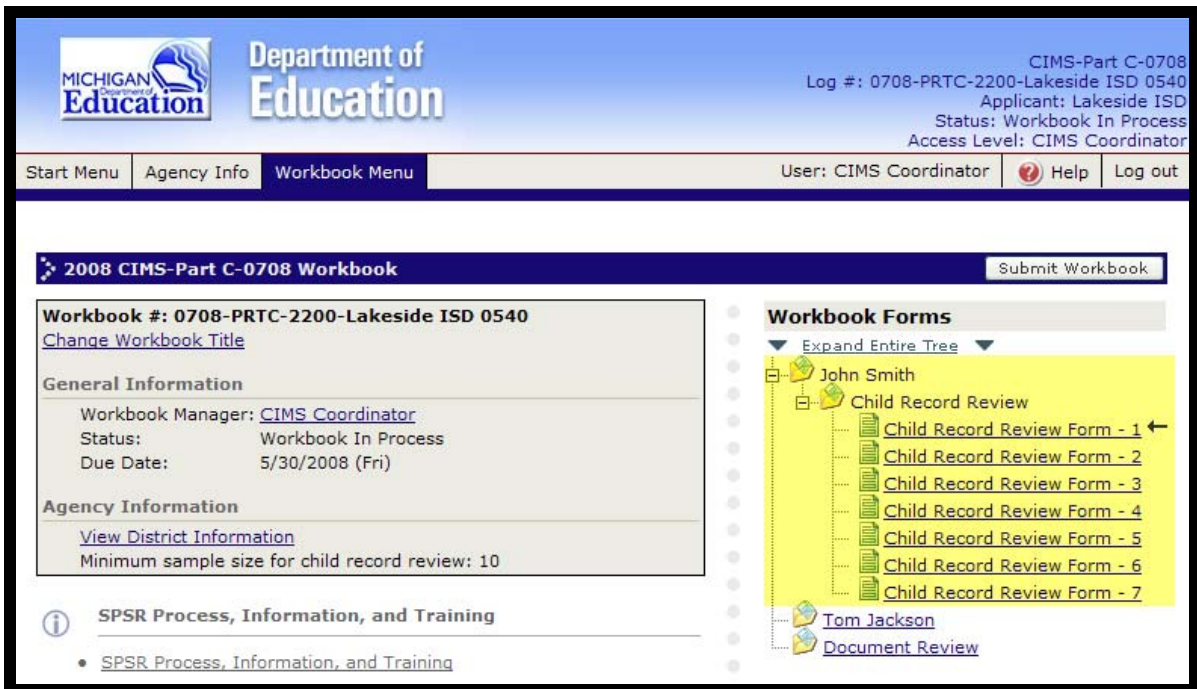 MICHIGAN
Department of
Education
Department of
Education
CIMS-Part C-0708
Log #: 0708-PRTC-2200-Lakeside ISD 0540
Applicant: Lakeside ISD
Status: Workbook In Process
Access Level: CIMS Coordinator
Start Menu Agency Info Workbook Menu User: CIMS Coordinator Help Log out
2008 CIMS-Part C-0708 Workbook Submit Workbook
Workbook #: 0708-PRTC-2200-Lakeside ISD 0540
Change Workbook Title
General Information
Workbook Manager: CIMS Coordinator
Status: Workbook In Process
Due Date: 5/30/2008 (Fri)
Agency Information
View District Information
Minimum sample size for child record review: 10
SPSR Process, Information, and Training
• SPSR Process, Information, and Training
Workbook Forms
Expand Entire Tree
John Smith
Child Record Review
Child Record Review Form - 1
Child Record Review Form - 2
Child Record Review Form - 3
Child Record Review Form - 4
Child Record Review Form - 5
Child Record Review Form - 6
Child Record Review Form - 7
Tom Jackson
Document Review